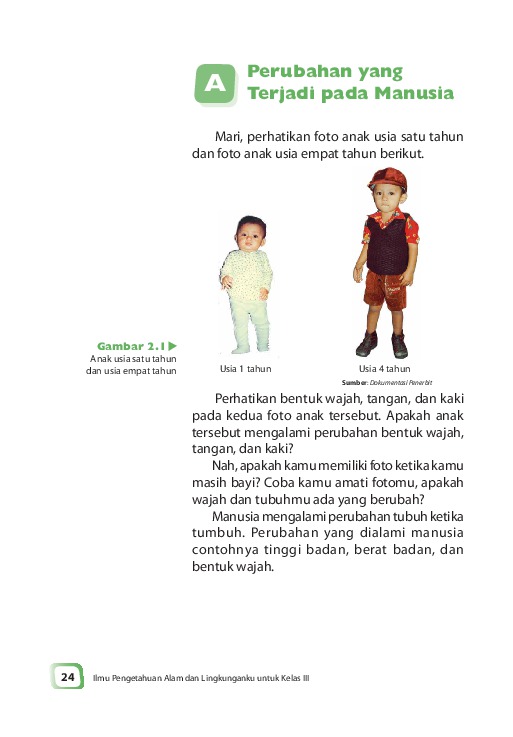 A
Perubahan yang
Terjadi pada Manusia
Mari, perhatikan foto anak usia satu tahun
dan foto anak usia empat tahun berikut.
Gambar 2.1
Anak usia satu tahun
dan usia empat tahun
Usia 1 tahun
Usia 4 tahun
Sumber: Dokumentasi Penerbit
Perhatikan bentuk wajah, tangan, dan kaki
pada kedua foto anak tersebut. Apakah anak
tersebut mengalami perubahan bentuk wajah,
tangan, dan kaki?
Nah, apakah kamu memiliki foto ketika kamu
masih bayi? Coba kamu amati fotomu, apakah
wajah dan tubuhmu ada yang berubah?
Manusia mengalami perubahan tubuh ketika
tumbuh. Perubahan yang dialami manusia
contohnya tinggi badan, berat badan, dan
bentuk wajah.
24
Ilmu Pengetahuan Alam dan Lingkunganku untuk Kelas III